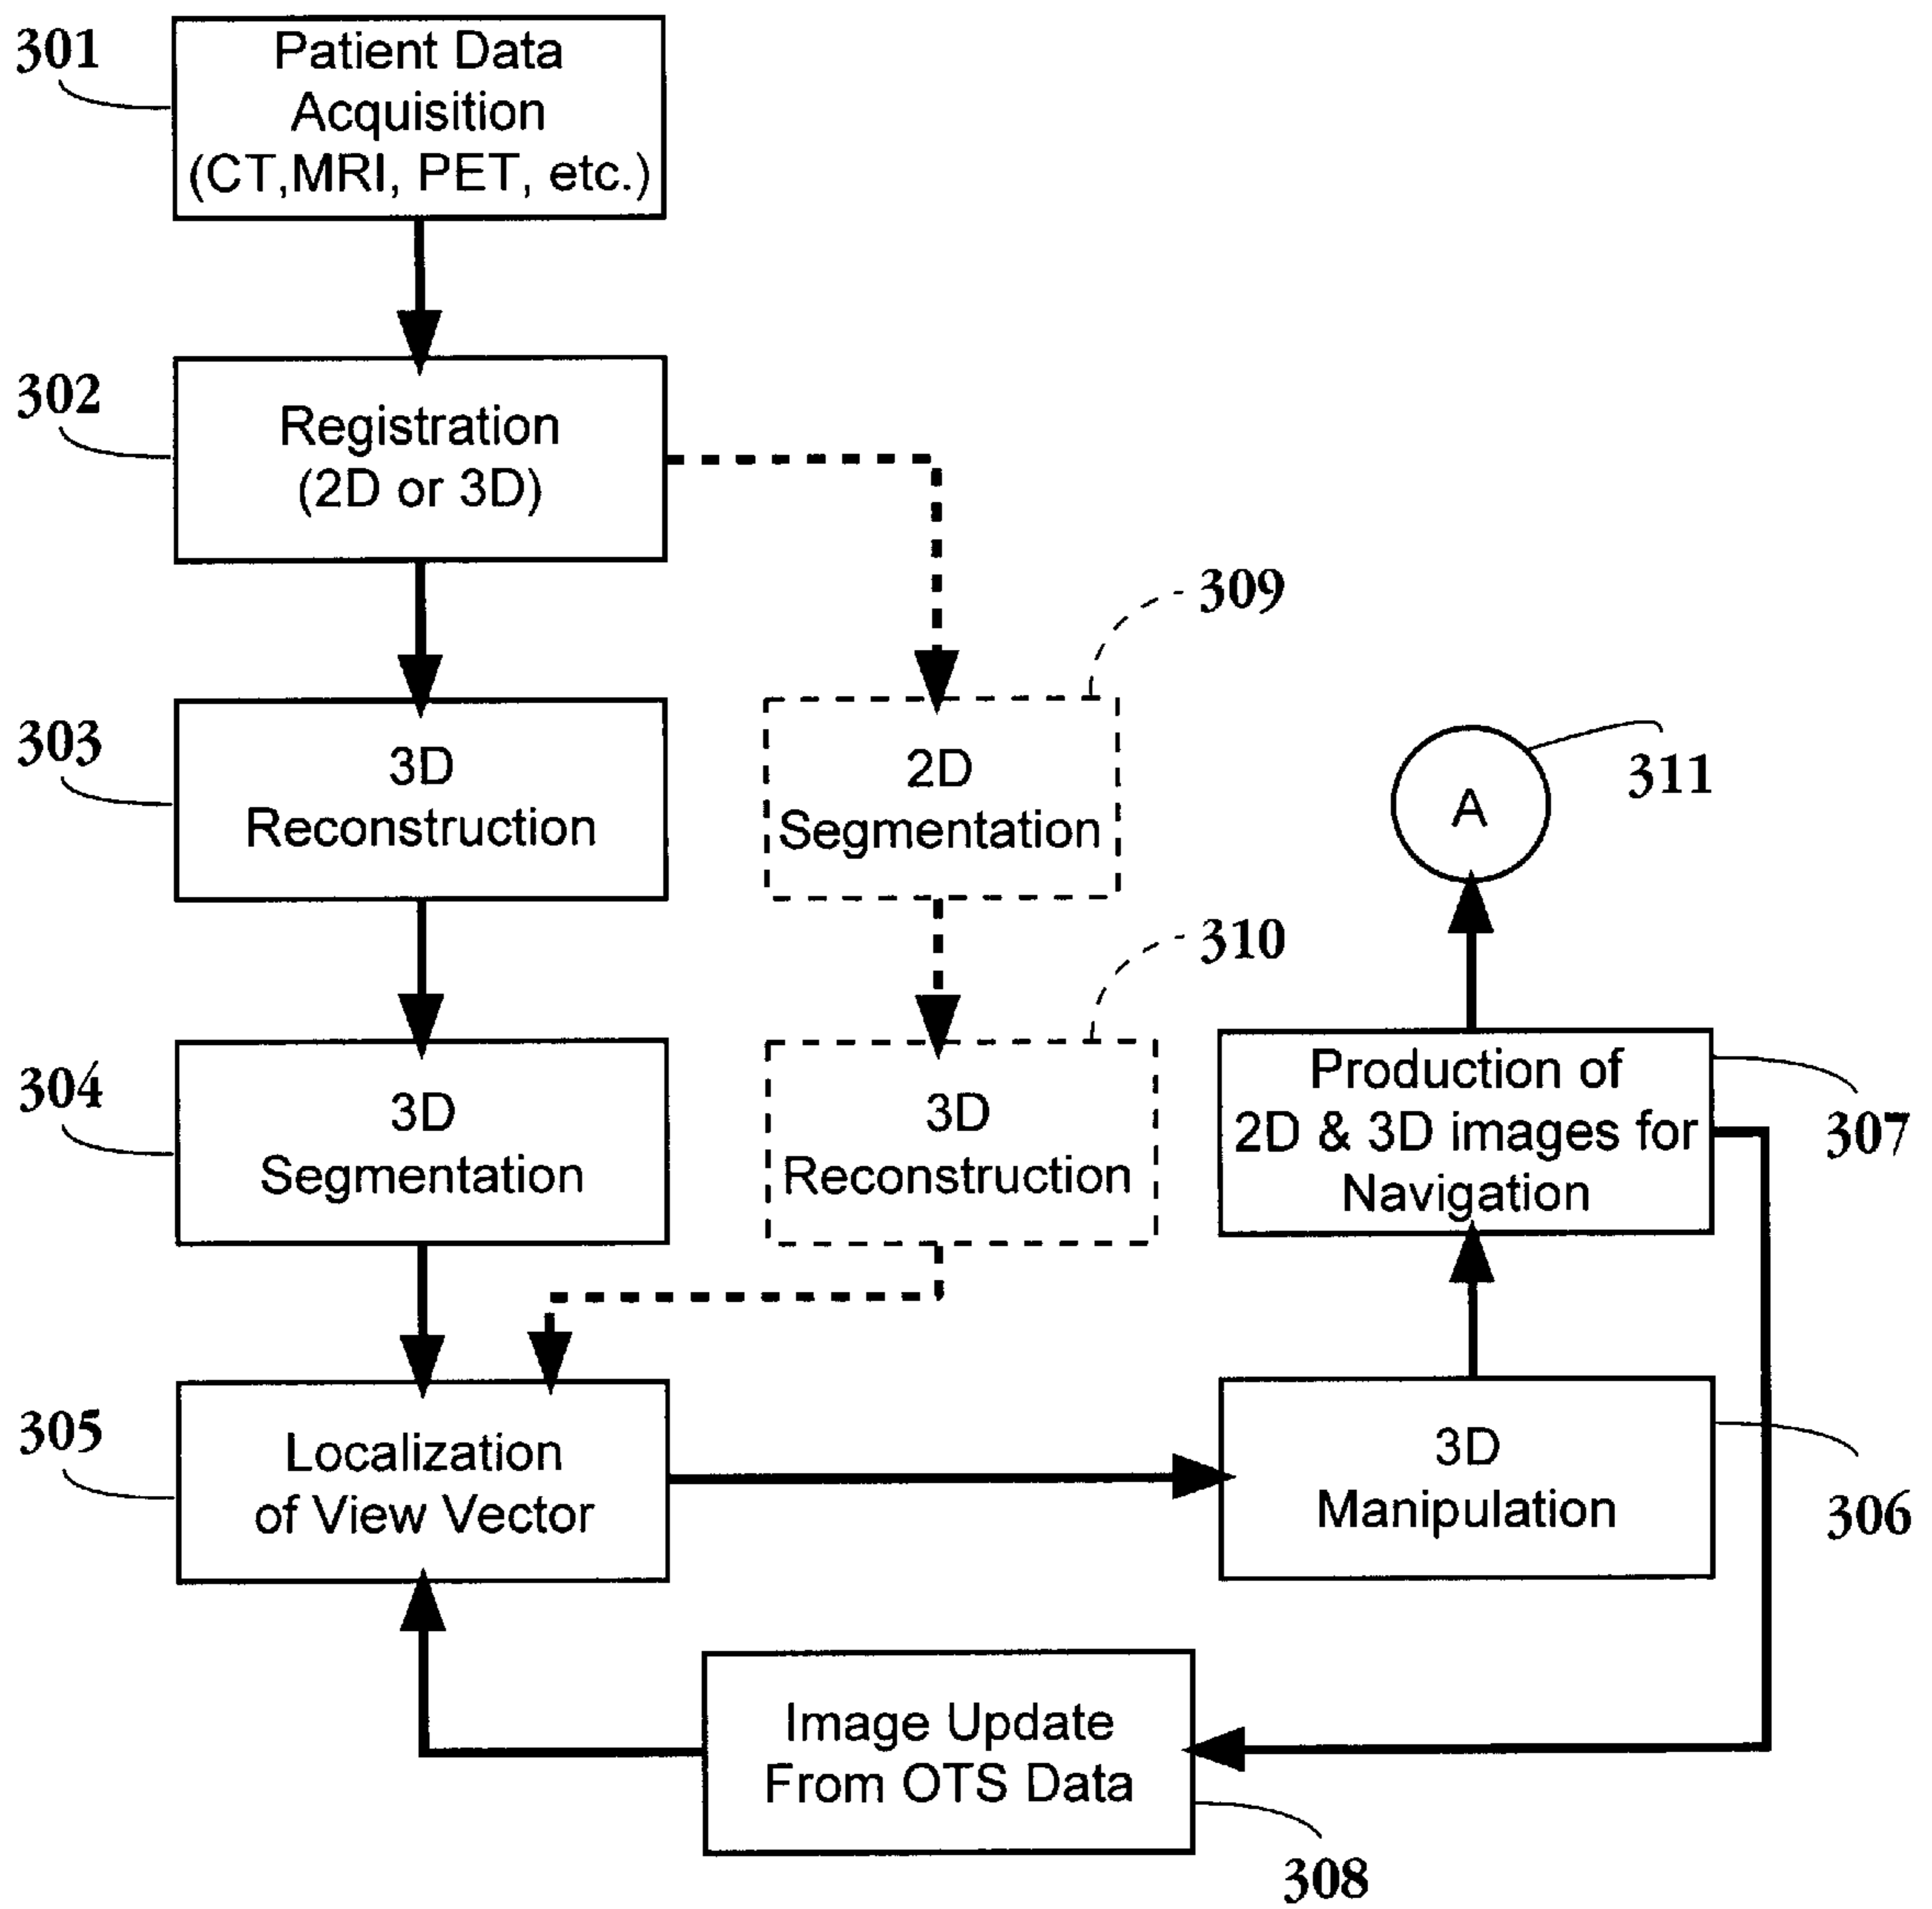 301
Patient Data
Acquisition
(CT,MRI, PET, etc.)
302
Registration
(2D or 3D)
309
303
3D
Reconstruction
2D
Segmentation
A
311
310
304
3D
Segmentation
3D
Reconstruction
Production of
2D & 3D images for
Navigation
307
305
Localization
of View Vector
3D
Manipulation
306
Image Update
From OTS Data
308